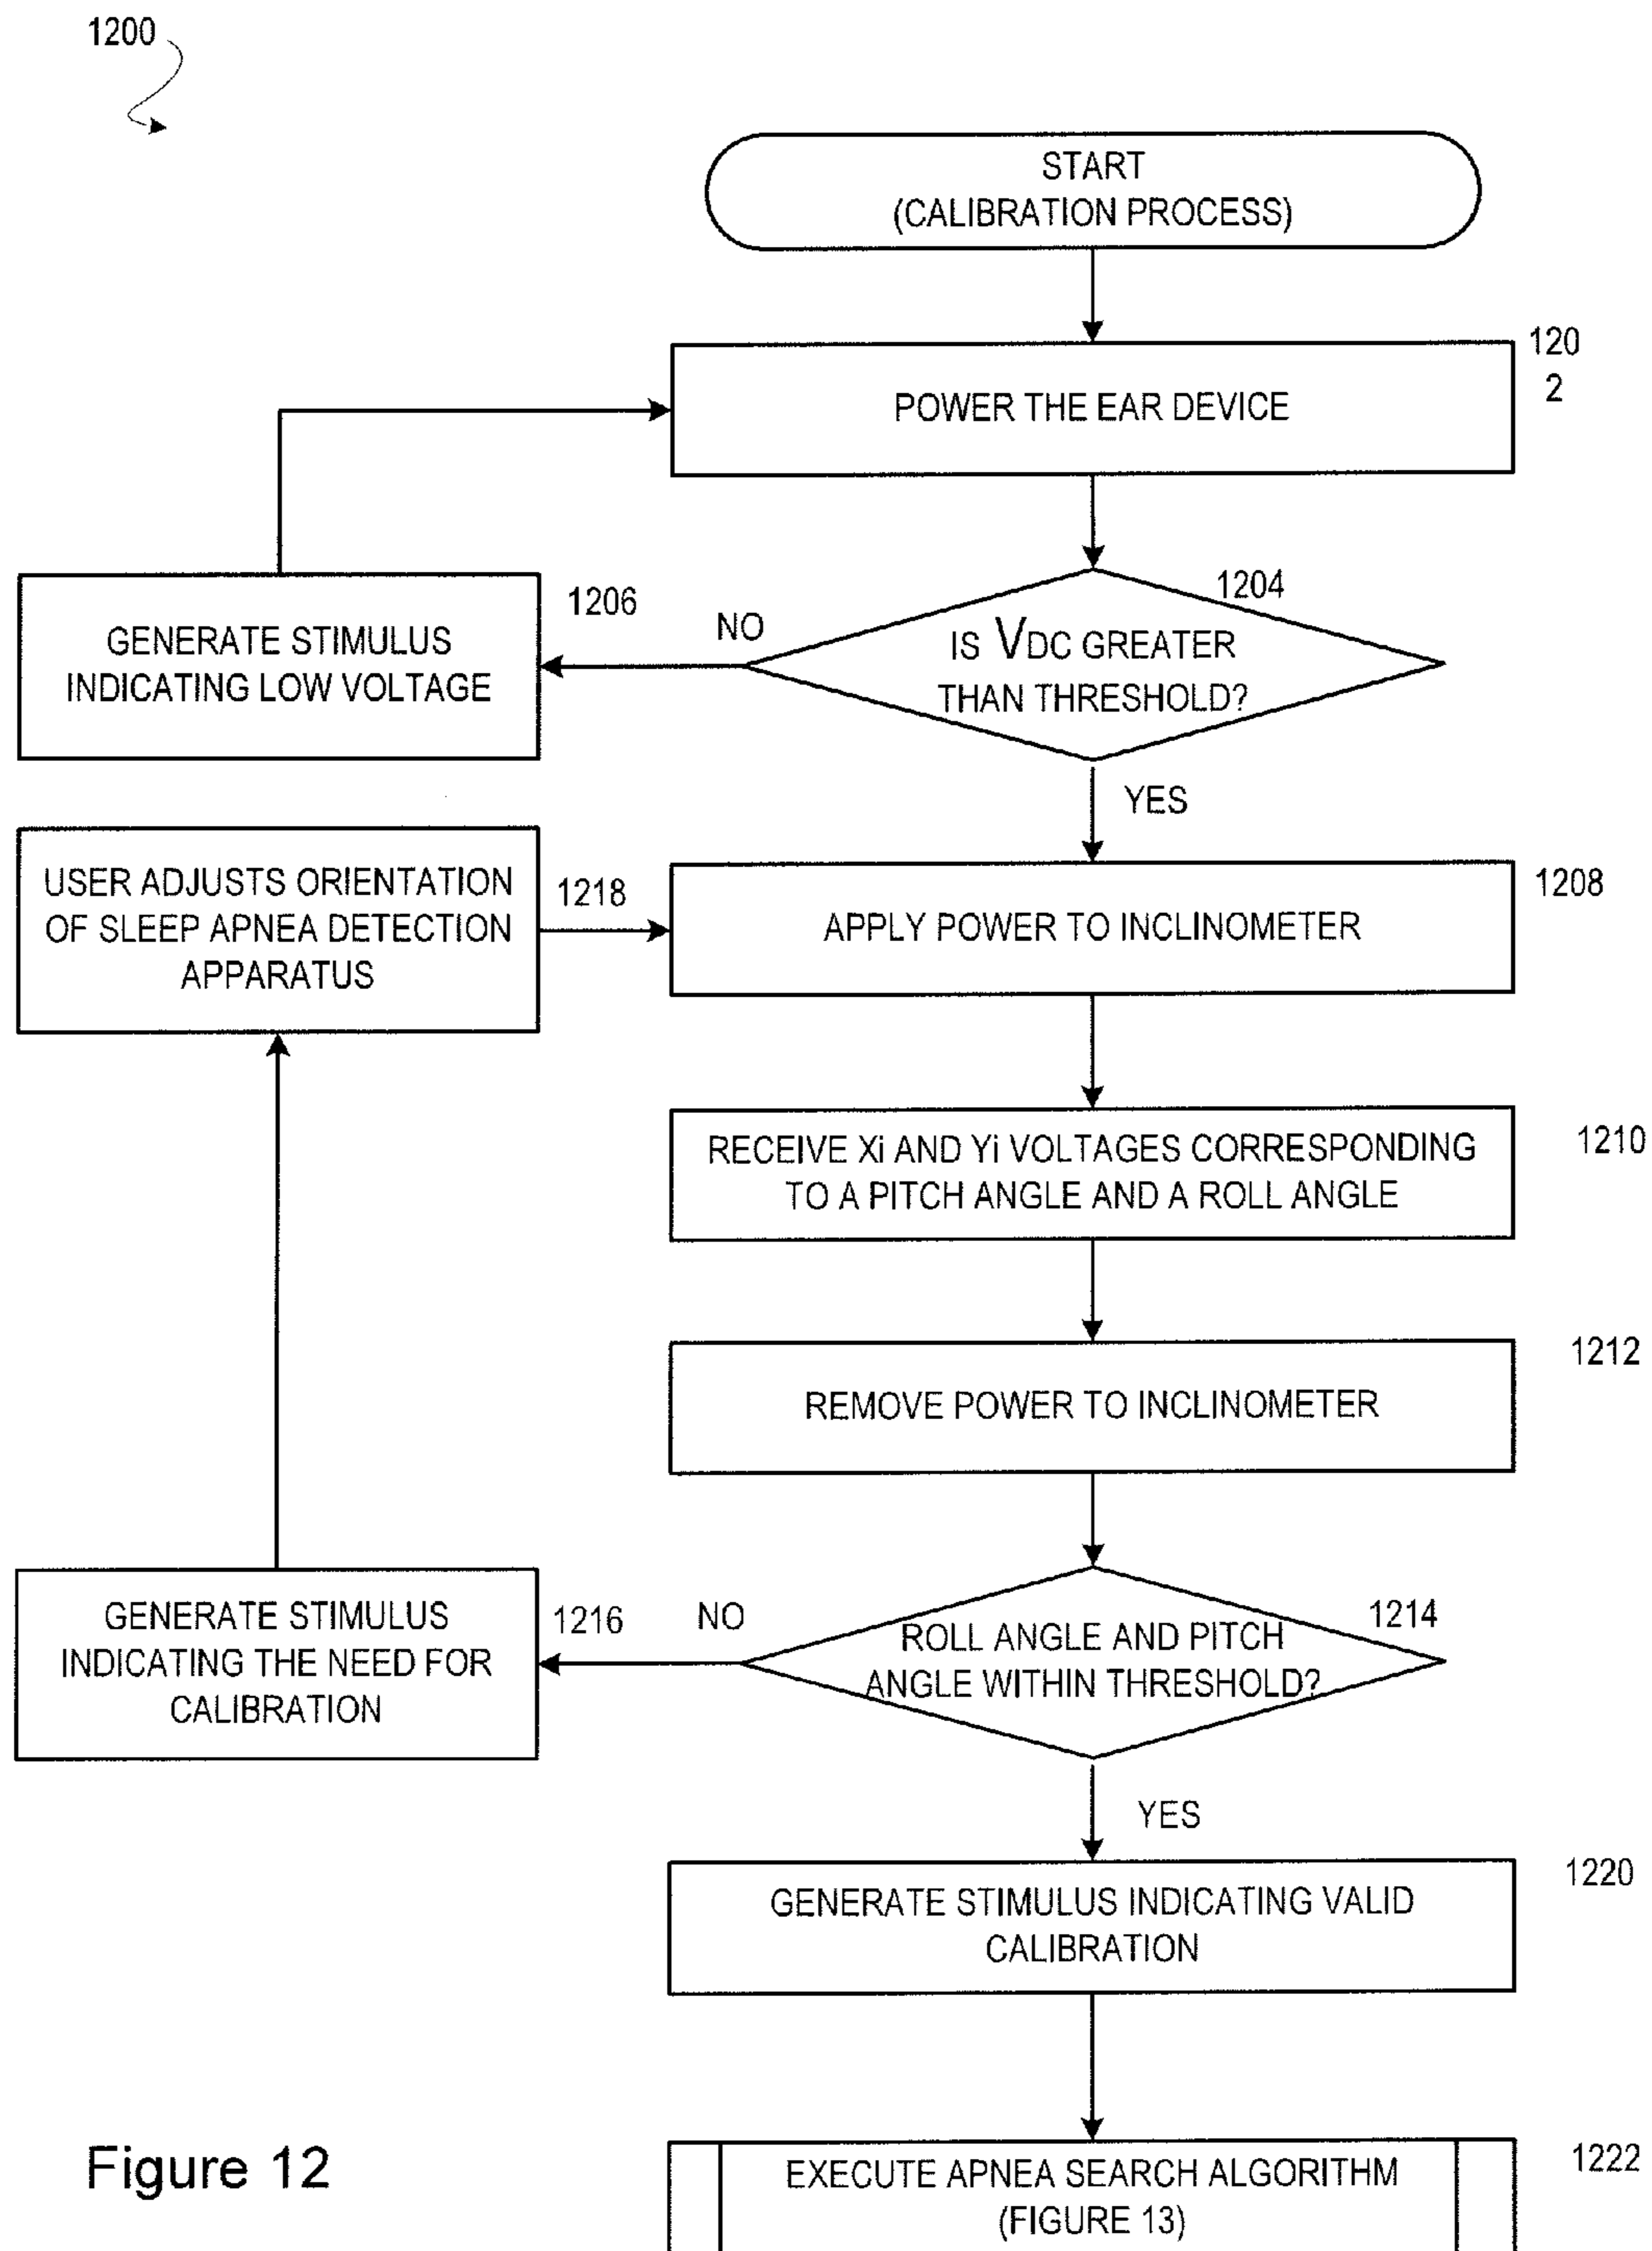 1200
START
(CALIBRATION PROCESS)
120
2
POWER THE EAR DEVICE
1204
IS VDC GREATER
THAN THRESHOLD?
NO
1206
GENERATE STIMULUS
INDICATING LOW VOLTAGE
YES
USER ADJUSTS ORIENTATION
OF SLEEP APNEA DETECTION
APPARATUS
1218
APPLY POWER TO INCLINOMETER
1208
RECEIVE Xi AND Yi VOLTAGES CORRESPONDING
TO A PITCH ANGLE AND A ROLL ANGLE
1210
REMOVE POWER TO INCLINOMETER
1212
ROLL ANGLE AND PITCH
ANGLE WITHIN THRESHOLD?
1214
NO
1216
GENERATE STIMULUS
INDICATING THE NEED FOR
CALIBRATION
YES
GENERATE STIMULUS INDICATING VALID
CALIBRATION
1220
EXECUTE APNEA SEARCH ALGORITHM
(FIGURE 13)
1222
Figure 12